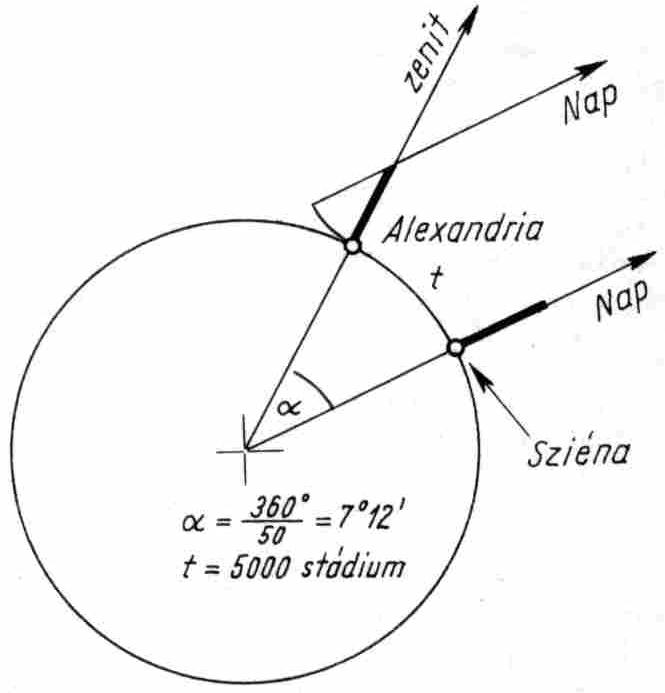 zenit
Nap
Alexandria
t
Nap
α
Sziéna
α = 360°/50 = 7°12'
t = 5000 stádium